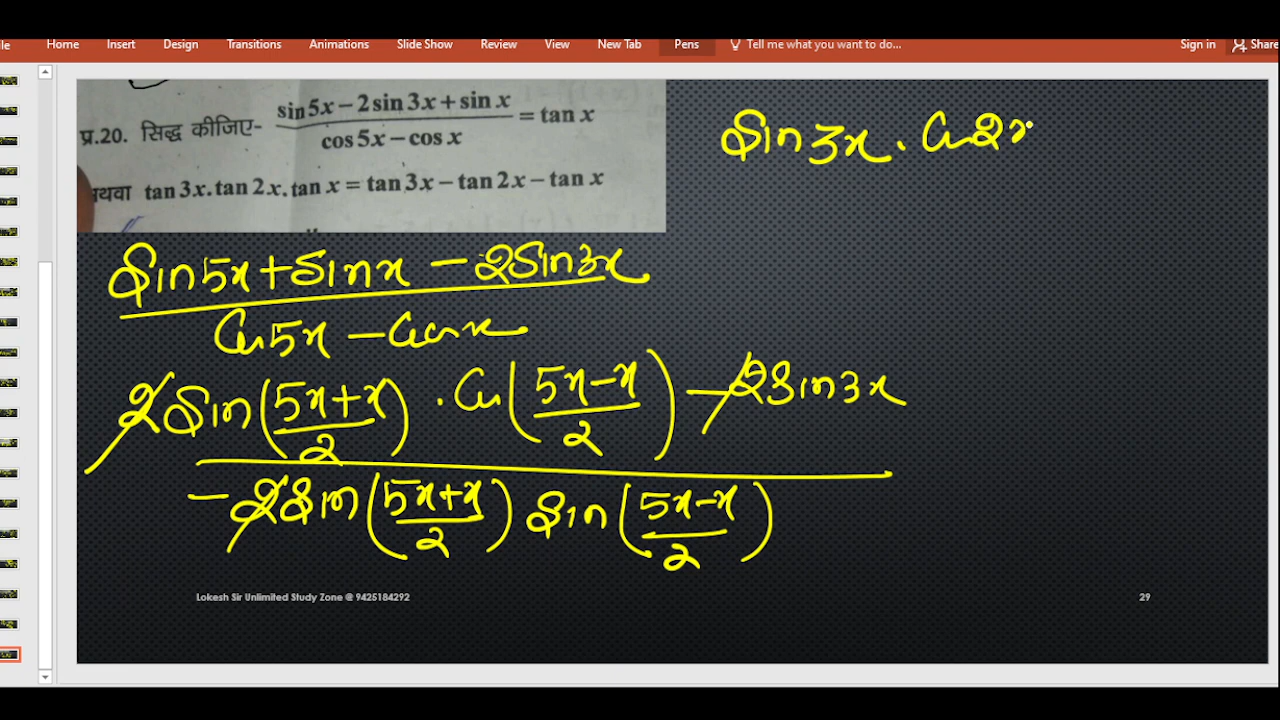 Home Insert Design Transitions Animations Slide Show Review View New Tab Pens Tell me what you want to do... Sign in Share
प्र.20. सिद्ध कीजिए- (sin 5x – 2 sin 3x + sin x)/(cos 5x – cos x) = tan x
tan 3x. tan 2x. tan x = tan 3x – tan 2x – tan x
sin 3x . cos 2x
sin 5x + sin x – 2 sin 3x
cos 5x – cos x
2 sin ((5x + x)/2) . cos ((5x – x)/2) – 2 sin 3x
– 2 sin ((5x + x)/2) sin ((5x – x)/2)
Lokesh Sir Unlimited Study Zone @ 9425184292
29